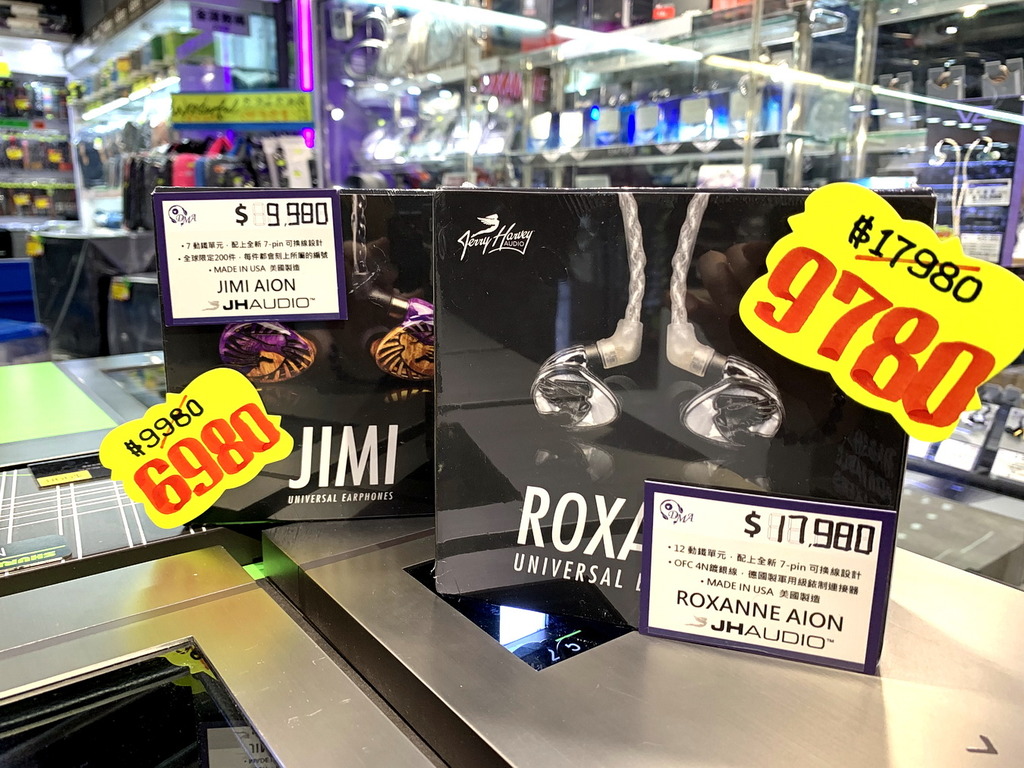 DMA
$ 9,980
• 7 動鐵單元，配上全新 7-pin 可換線設計
• 全球限定200件，每件都會刻上所屬的編號
• MADE IN USA 美國製造
JIMI AION
JHAUDIO™
$9980
6980
JIMI
UNIVERSAL EARPHONES
Jerry Harvey
AUDIO
$17980
9780
ROXA
UNIVERSAL
DMA
$ 17,980
• 12 動鐵單元，配上全新 7-pin 可換線設計
• OFC 4N鍍銀線，德國製軍用級銥制連接器
• MADE IN USA 美國製造
ROXANNE AION
JHAUDIO™